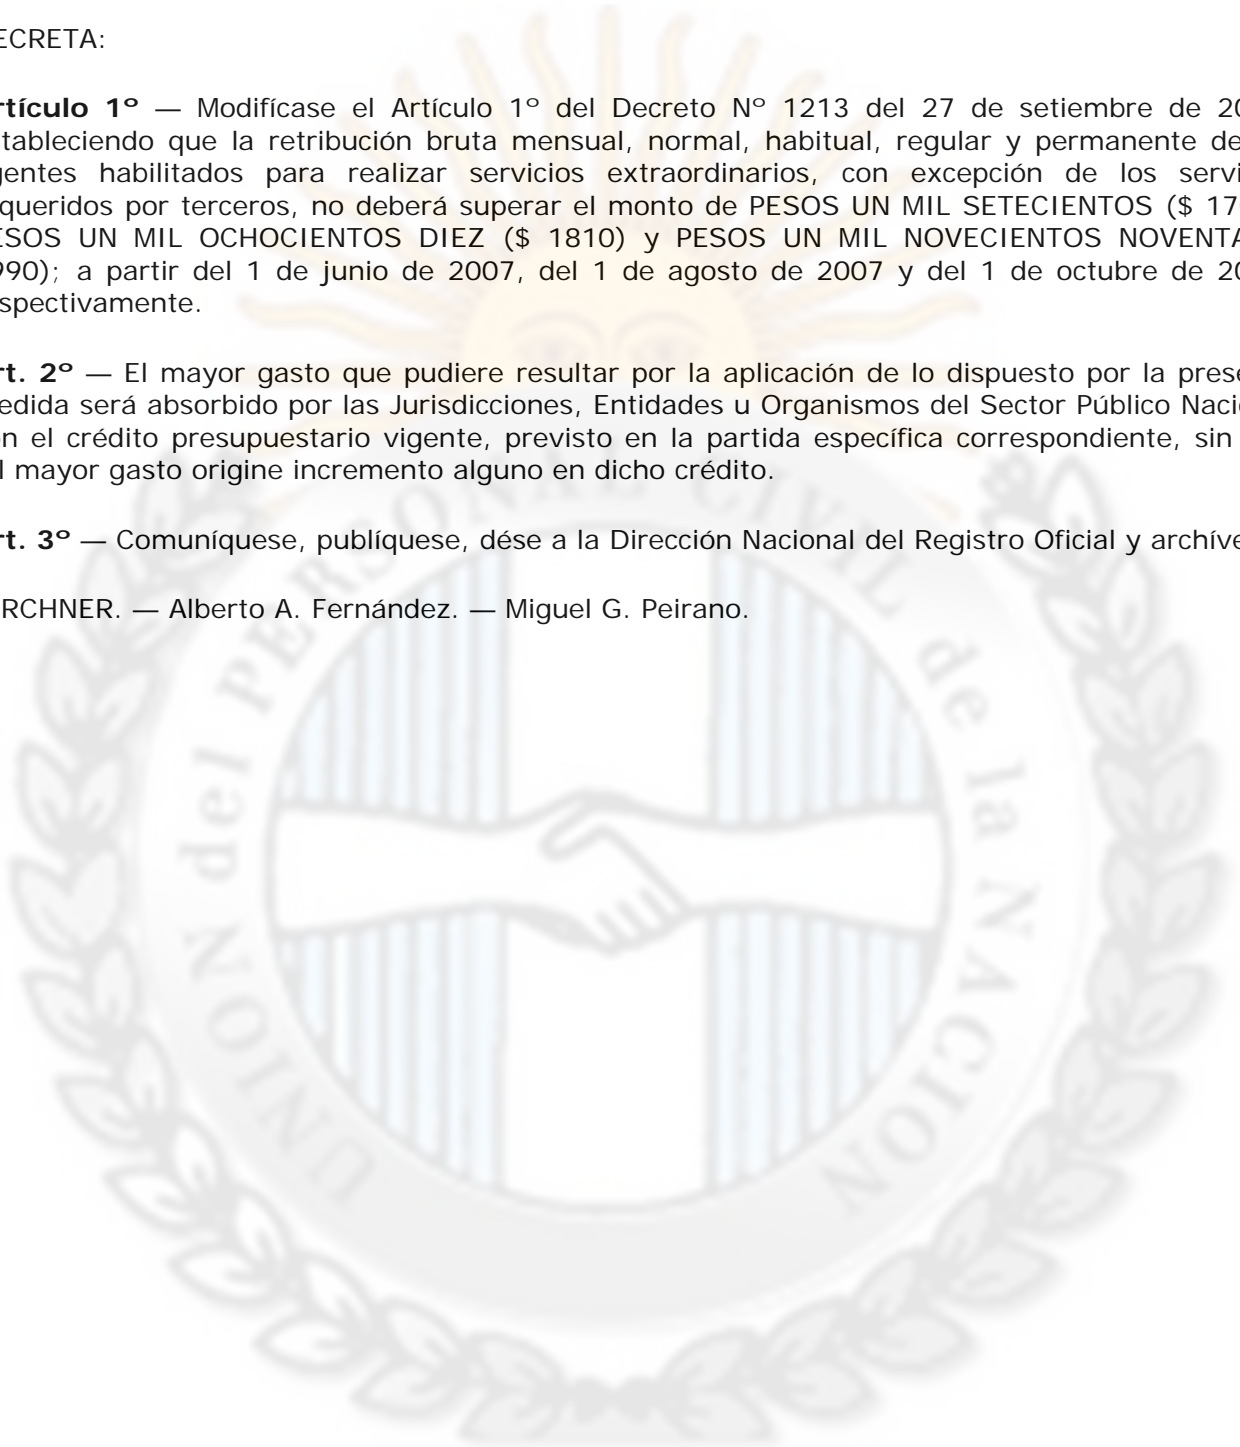 ECRETA:
rtículo 1º — Modifícase el Artículo 1º del Decreto Nº 1213 del 27 de setiembre de 20
tableciendo que la retribución bruta mensual, normal, habitual, regular y permanente de
gentes habilitados para realizar servicios extraordinarios, con excepción de los servi
queridos por terceros, no deberá superar el monto de PESOS UN MIL SETECIENTOS ($ 17
ESOS UN MIL OCHOCIENTOS DIEZ ($ 1810) y PESOS UN MIL NOVECIENTOS NOVENTA
990); a partir del 1 de junio de 2007, del 1 de agosto de 2007 y del 1 de octubre de 20
spectivamente.
rt. 2º — El mayor gasto que pudiere resultar por la aplicación de lo dispuesto por la prese
edida será absorbido por las Jurisdicciones, Entidades u Organismos del Sector Público Naci
n el crédito presupuestario vigente, previsto en la partida específica correspondiente, sin
l mayor gasto origine incremento alguno en dicho crédito.
rt. 3º — Comuníquese, publíquese, dése a la Dirección Nacional del Registro Oficial y archíve
RCHNER. — Alberto A. Fernández. — Miguel G. Peirano.
UNION del PERSONAL CIVIL de la NACION